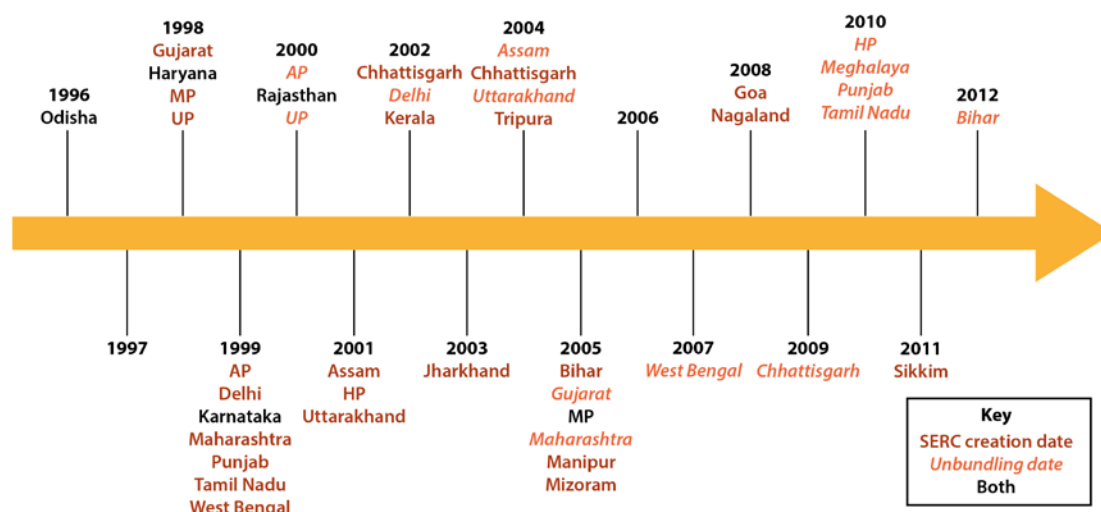 1996
Odisha
1998
Gujarat
Haryana
MP
UP
2000
AP
Rajasthan
UP
2002
Chhattisgarh
Delhi
Kerala
2004
Assam
Chhattisgarh
Uttarakhand
Tripura
2006
2008
Goa
Nagaland
2010
HP
Meghalaya
Punjab
Tamil Nadu
2012
Bihar
1997
1999
AP
Delhi
Karnataka
Maharashtra
Punjab
Tamil Nadu
West Bengal
2001
Assam
HP
Uttarakhand
2003
Jharkhand
2005
Bihar
Gujarat
MP
Maharashtra
Manipur
Mizoram
2007
West Bengal
2009
Chhattisgarh
2011
Sikkim
Key
SERC creation date
Unbundling date
Both